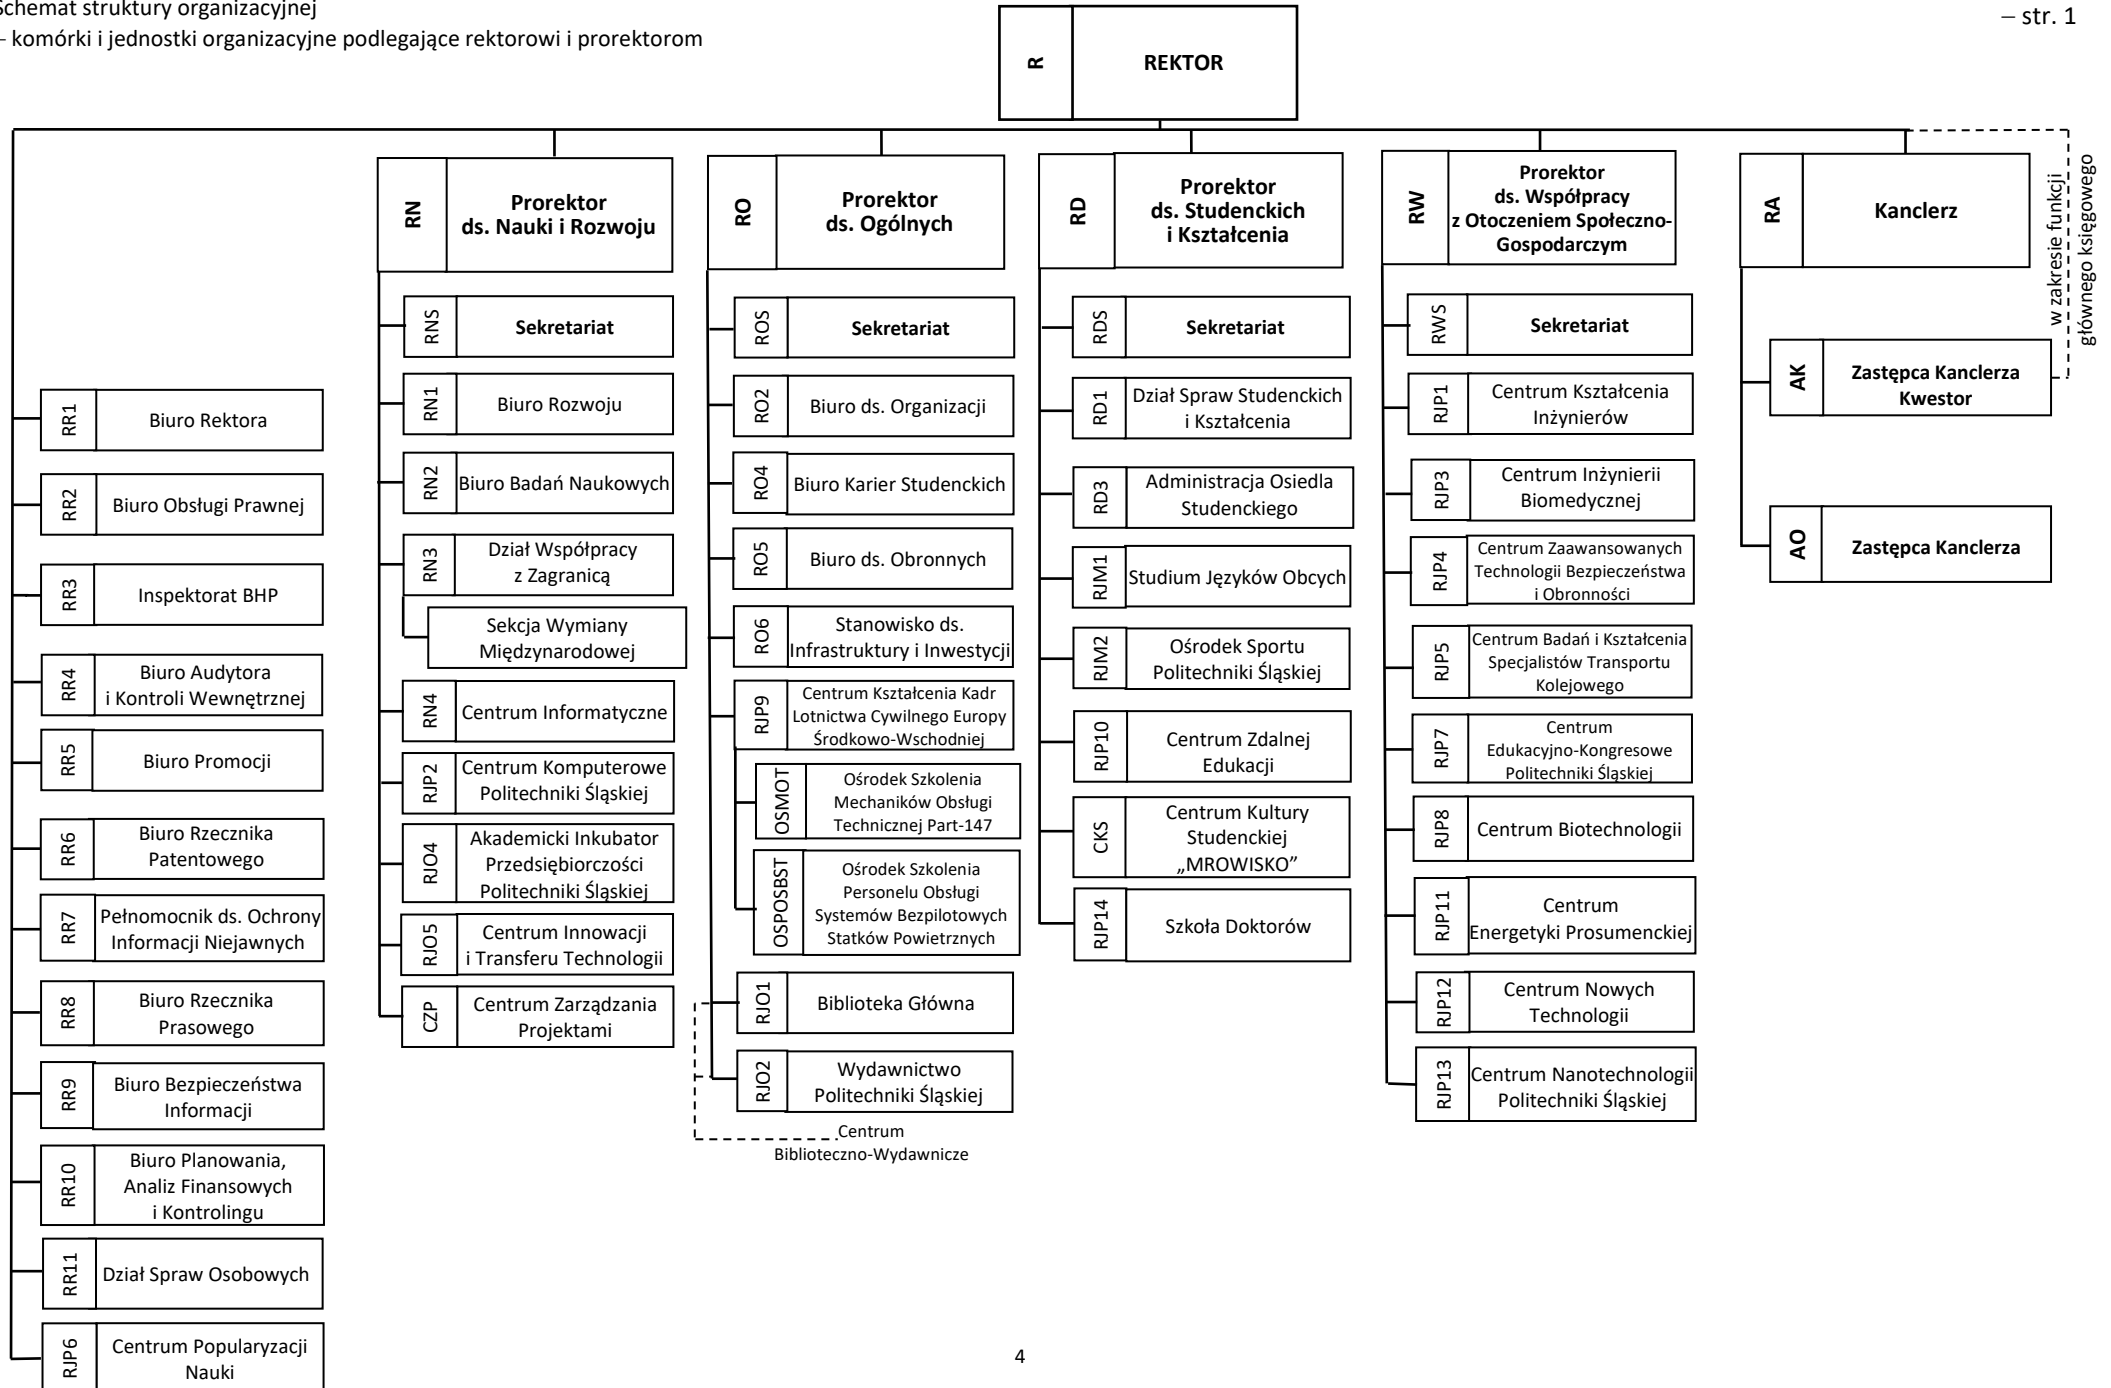 Schemat struktury organizacyjnej
– komórki i jednostki organizacyjne podlegające rektorowi i prorektorom
– str. 1
R
REKTOR
RR1
Biuro Rektora
RR2
Biuro Obsługi Prawnej
RR3
Inspektorat BHP
RR4
Biuro Audytora
i Kontroli Wewnętrznej
RR5
Biuro Promocji
RR6
Biuro Rzecznika
Patentowego
RR7
Pełnomocnik ds. Ochrony
Informacji Niejawnych
RR8
Biuro Rzecznika
Prasowego
RR9
Biuro Bezpieczeństwa
Informacji
RR10
Biuro Planowania,
Analiz Finansowych
i Kontrolingu
RR11
Dział Spraw Osobowych
RJP6
Centrum Popularyzacji
Nauki
RN
Prorektor
ds. Nauki i Rozwoju
RNS
Sekretariat
RN1
Biuro Rozwoju
RN2
Biuro Badań Naukowych
RN3
Dział Współpracy
z Zagranicą
Sekcja Wymiany
Międzynarodowej
RN4
Centrum Informatyczne
RJP2
Centrum Komputerowe
Politechniki Śląskiej
RJO4
Akademicki Inkubator
Przedsiębiorczości
Politechniki Śląskiej
RJO5
Centrum Innowacji
i Transferu Technologii
CZP
Centrum Zarządzania
Projektami
RO
Prorektor
ds. Ogólnych
ROS
Sekretariat
RO2
Biuro ds. Organizacji
RO4
Biuro Karier Studenckich
RO5
Biuro ds. Obronnych
RO6
Stanowisko ds.
Infrastruktury i Inwestycji
RJP9
Centrum Kształcenia Kadr
Lotnictwa Cywilnego Europy
Środkowo-Wschodniej
OSMOT
Ośrodek Szkolenia
Mechaników Obsługi
Technicznej Part-147
OSPOSBST
Ośrodek Szkolenia
Personelu Obsługi
Systemów Bezpilotowych
Statków Powietrznych
RJO1
Biblioteka Główna
RJO2
Wydawnictwo
Politechniki Śląskiej
Centrum
Biblioteczno-Wydawnicze
RD
Prorektor
ds. Studenckich
i Kształcenia
RDS
Sekretariat
RD1
Dział Spraw Studenckich
i Kształcenia
RD3
Administracja Osiedla
Studenckiego
RJM1
Studium Języków Obcych
RJM2
Ośrodek Sportu
Politechniki Śląskiej
RJP10
Centrum Zdalnej
Edukacji
CKS
Centrum Kultury
Studenckiej
„MROWISKO”
RJP14
Szkoła Doktorów
RW
Prorektor
ds. Współpracy
z Otoczeniem Społeczno-
Gospodarczym
RWS
Sekretariat
RJP1
Centrum Kształcenia
Inżynierów
RJP3
Centrum Inżynierii
Biomedycznej
RJP4
Centrum Zaawansowanych
Technologii Bezpieczeństwa
i Obronności
RJP5
Centrum Badań i Kształcenia
Specjalistów Transportu
Kolejowego
RJP7
Centrum
Edukacyjno-Kongresowe
Politechniki Śląskiej
RJP8
Centrum Biotechnologii
RJP11
Centrum
Energetyki Prosumenckiej
RJP12
Centrum Nowych
Technologii
RJP13
Centrum Nanotechnologii
Politechniki Śląskiej
RA
Kanclerz
AK
Zastępca Kanclerza
Kwestor
AO
Zastępca Kanclerza
w zakresie funkcji
głównego księgowego
4